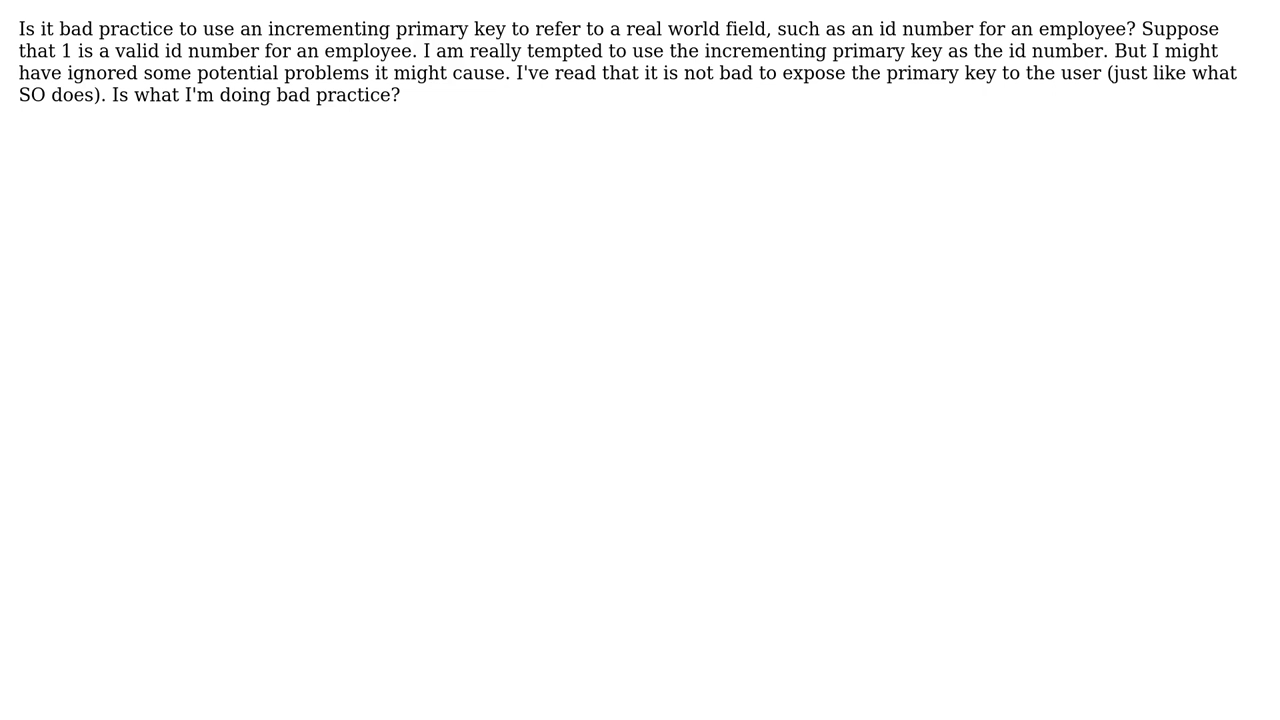 Is it bad practice to use an incrementing primary key to refer to a real world field, such as an id number for an employee? Suppose
that 1 is a valid id number for an employee. I am really tempted to use the incrementing primary key as the id number. But I might
have ignored some potential problems it might cause. I've read that it is not bad to expose the primary key to the user (just like what
SO does). Is what I'm doing bad practice?